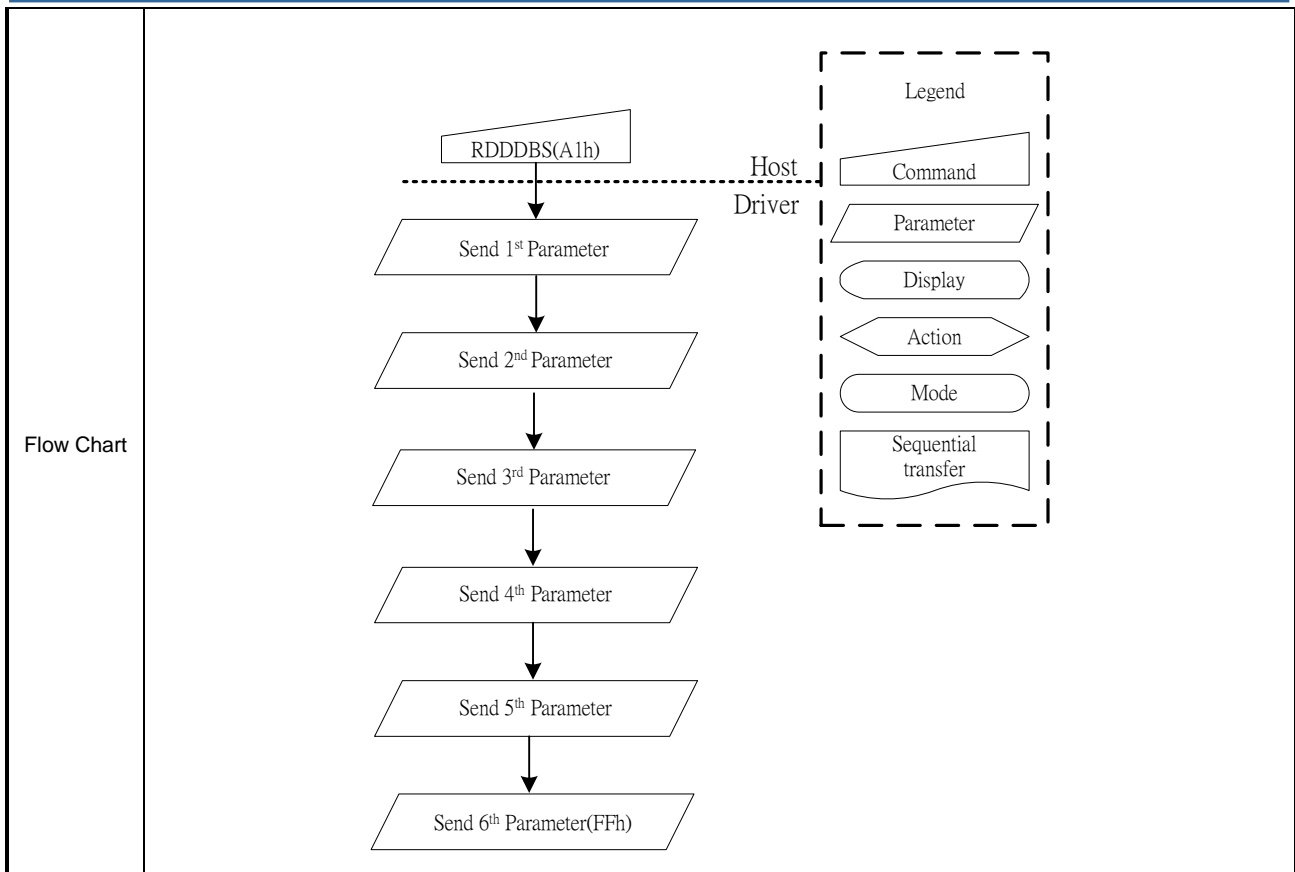 Flow Chart
RDDDBS(A1h)
Host
Driver
Send 1st Parameter
Send 2nd Parameter
Send 3rd Parameter
Send 4th Parameter
Send 5th Parameter
Send 6th Parameter(FFh)
Legend
Command
Parameter
Display
Action
Mode
Sequential
transfer